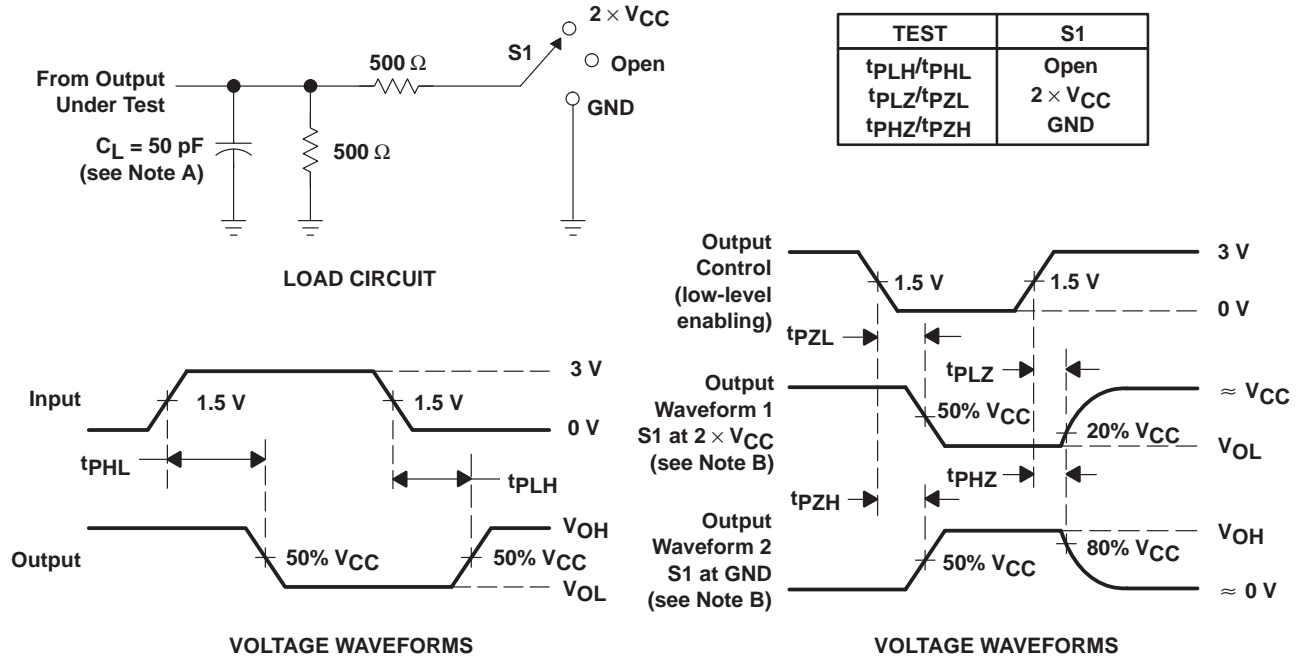 2 × VCC
S1
Open
GND
500 Ω
From Output
Under Test
CL = 50 pF
(see Note A)
500 Ω
LOAD CIRCUIT
TEST S1
tPLH/tPHL Open
tPLZ/tPZL 2 × VCC
tPHZ/tPZH GND
Input
1.5 V
1.5 V
3 V
0 V
tPHL
tPLH
Output
50% VCC
50% VCC
VOH
VOL
VOLTAGE WAVEFORMS
Output
Control
(low-level
enabling)
1.5 V
1.5 V
3 V
0 V
tPZL
tPLZ
Output
Waveform 1
S1 at 2 × VCC
(see Note B)
50% VCC
20% VCC
≈ VCC
VOL
tPHZ
tPZH
Output
Waveform 2
S1 at GND
(see Note B)
50% VCC
80% VCC
VOH
≈ 0 V
VOLTAGE WAVEFORMS